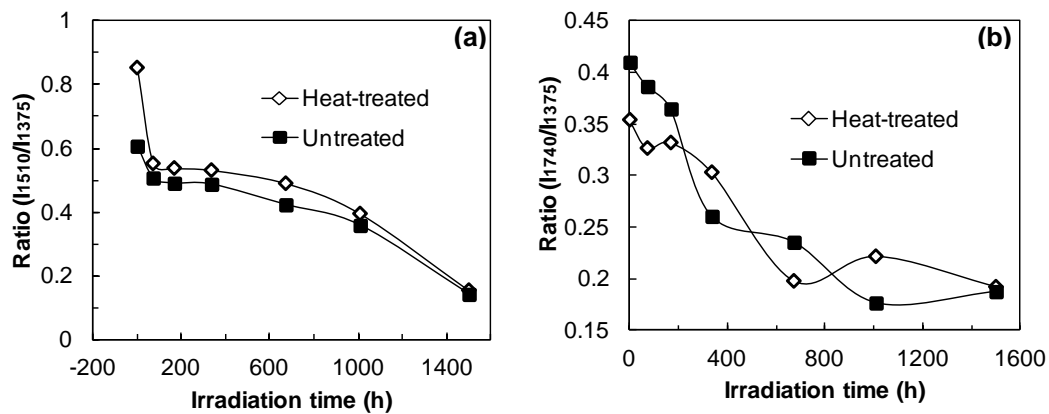 (a)
Ratio (I1510/I1375)
1
0.8
0.6
0.4
0.2
0
Heat-treated
Untreated
-200 200 600 1000 1400
Irradiation time (h)
(b)
Ratio (I1740/I1375)
0.45
0.4
0.35
0.3
0.25
0.2
0.15
Heat-treated
Untreated
0 400 800 1200 1600
Irradiation time (h)